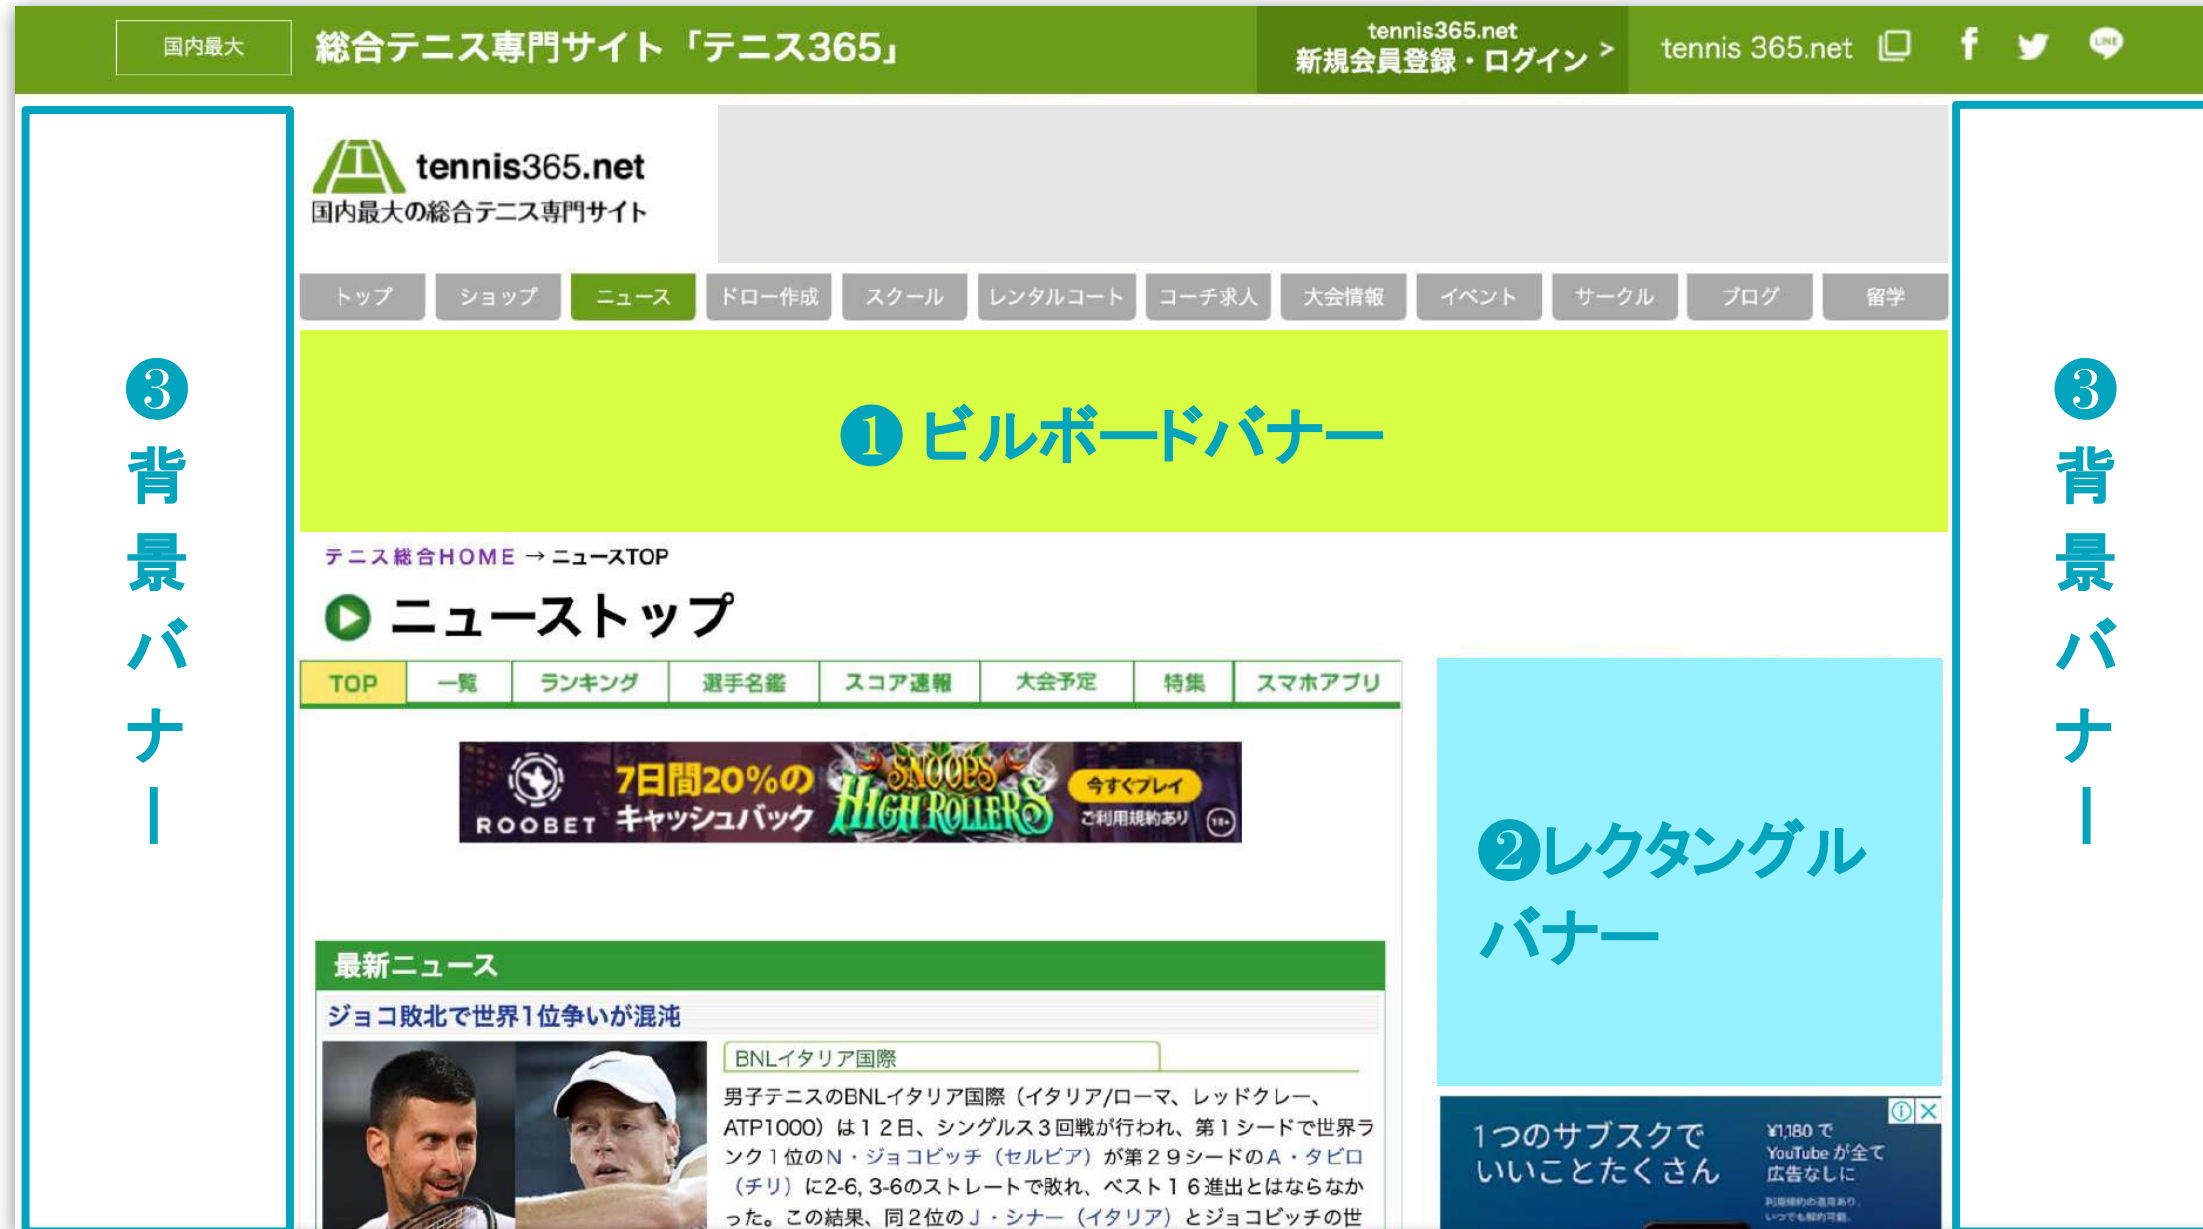 国内最大
総合テニス専門サイト「テニス365」
tennis365.net
新規会員登録・ログイン >
tennis 365.net
f
LINE
tennis365.net
国内最大の総合テニス専門サイト
トップ
ショップ
ニュース
ドロー作成
スクール
レンタルコート
コーチ求人
大会情報
イベント
サークル
ブログ
留学
❸背景バナー
❶ビルボードバナー
❸背景バナー
テニス総合HOME → ニュースTOP
ニューストップ
TOP
一覧
ランキング
選手名鑑
スコア速報
大会予定
特集
スマホアプリ
ROOBET
7日間20%の
キャッシュバック
SNOOP'S
HIGH ROLLERS
今すぐプレイ
ご利用規約あり
18+
❷レクタングル
バナー
最新ニュース
ジョコ敗北で世界1位争いが混沌
BNLイタリア国際
男子テニスのBNLイタリア国際（イタリア/ローマ、レッドクレー、
ATP1000）は１２日、シングルス３回戦が行われ、第１シードで世界ラ
ンク１位のN・ジョコビッチ（セルビア）が第２９シードのA・タビロ
（チリ）に2-6, 3-6のストレートで敗れ、ベスト１６進出とはならなか
った。この結果、同２位のJ・シナー（イタリア）とジョコビッチの世
1つのサブスクで
いいことたくさん
¥1,180 で
YouTube が全て
広告なしに
利用規約の適用あり。
いつでも解約可能。